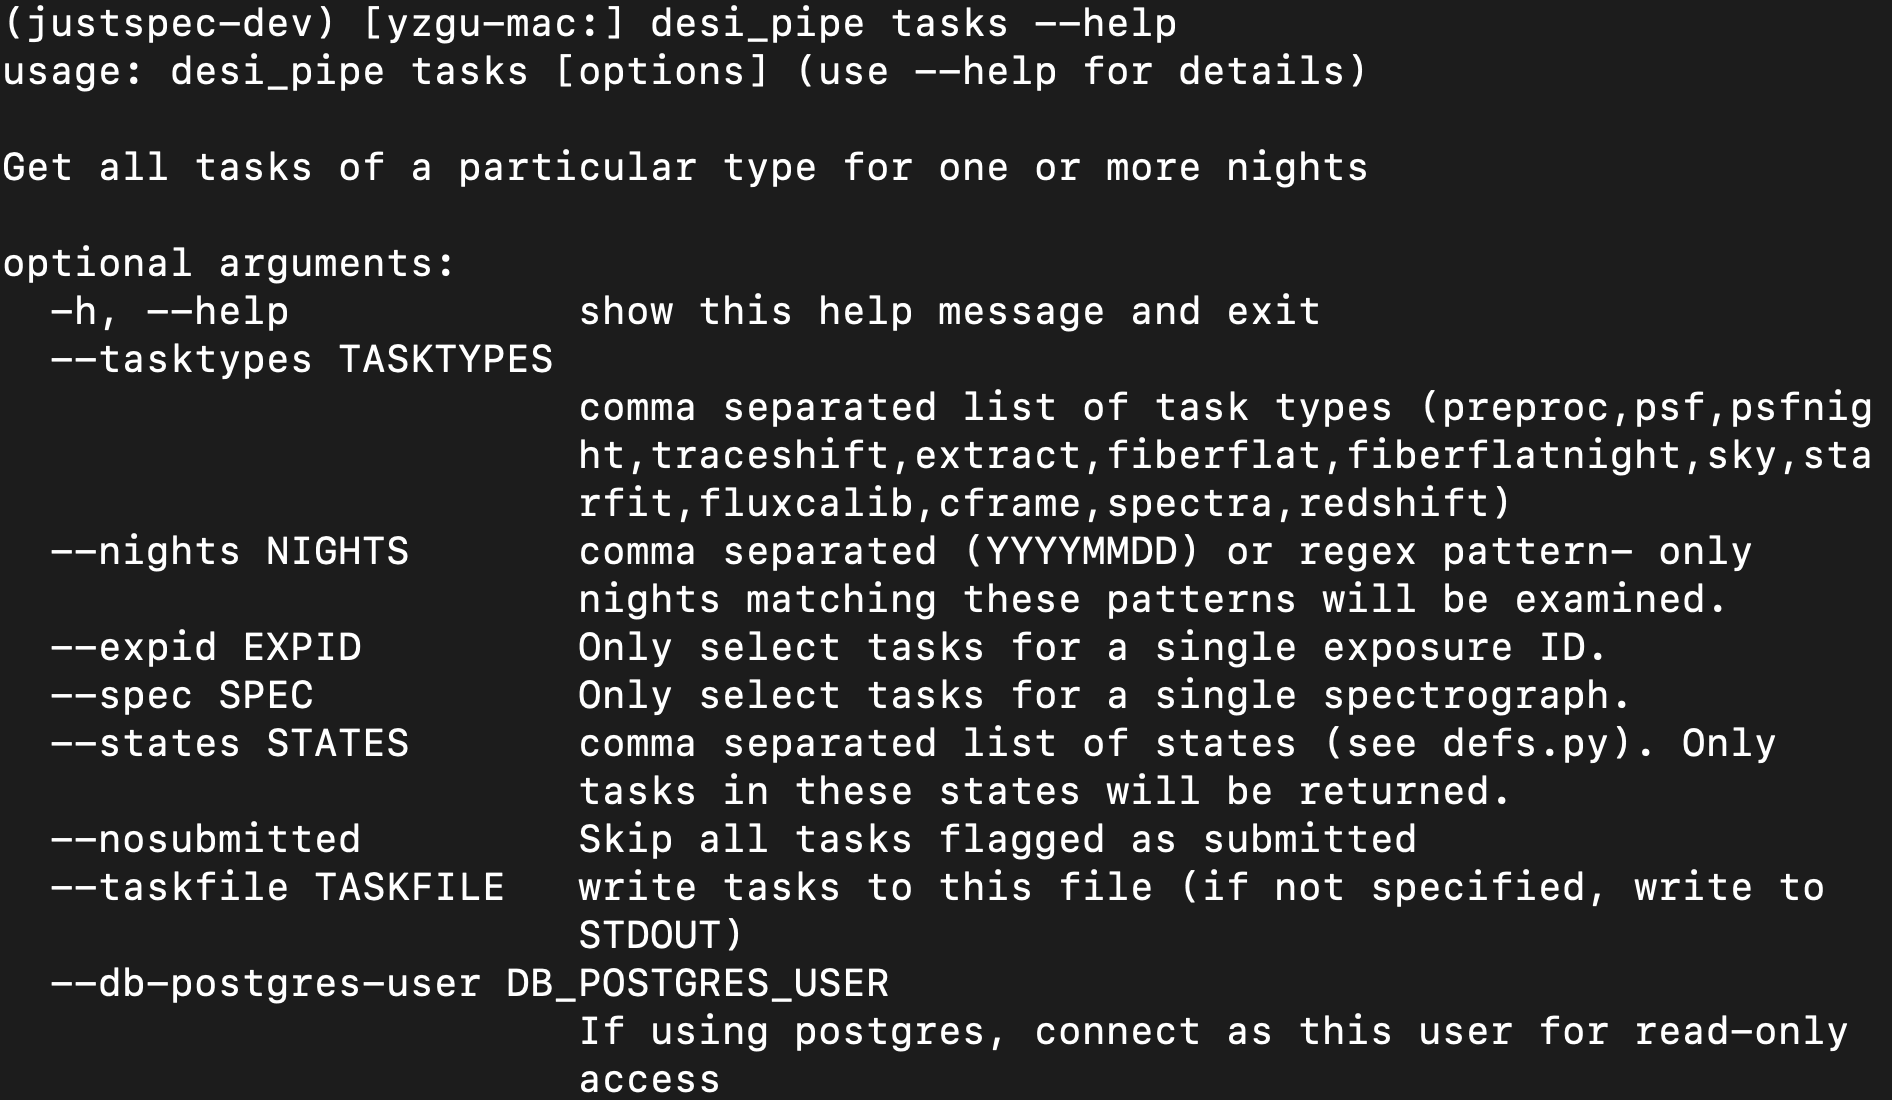 (justspec-dev) [yzgu-mac:] desi_pipe tasks --help
usage: desi_pipe tasks [options] (use --help for details)

Get all tasks of a particular type for one or more nights

optional arguments:
  -h, --help            show this help message and exit
  --tasktypes TASKTYPES
                        comma separated list of task types (preproc,psf,psfnig
                        ht,traceshift,extract,fiberflat,fiberflatnight,sky,sta
                        rfit,fluxcalib,cframe,spectra,redshift)
  --nights NIGHTS       comma separated (YYYYMMDD) or regex pattern- only
                        nights matching these patterns will be examined.
  --expid EXPID         Only select tasks for a single exposure ID.
  --spec SPEC           Only select tasks for a single spectrograph.
  --states STATES       comma separated list of states (see defs.py). Only
                        tasks in these states will be returned.
  --nosubmitted         Skip all tasks flagged as submitted
  --taskfile TASKFILE   write tasks to this file (if not specified, write to
                        STDOUT)
  --db-postgres-user DB_POSTGRES_USER
                        If using postgres, connect as this user for read-only
                        access